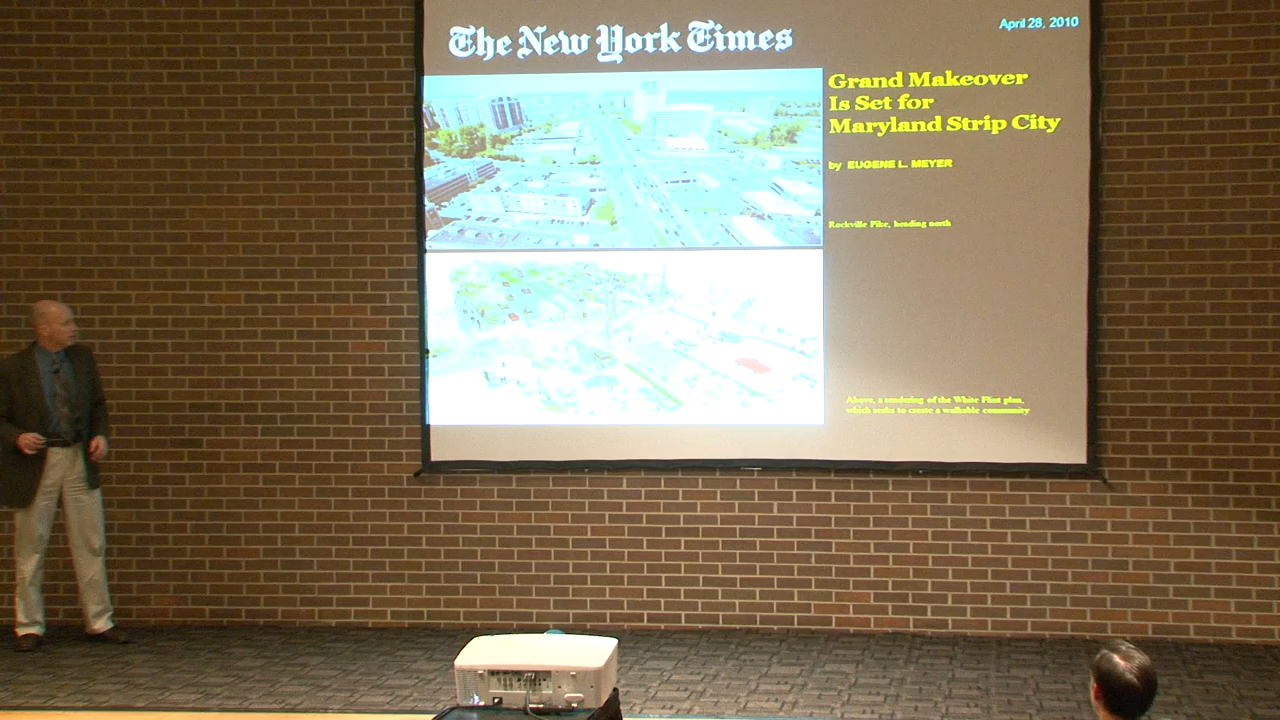 The New York Times
April 28, 2010
Grand Makeover
Is Set for
Maryland Strip City
by EUGENE L. MEYER
Rockville Pike, heading north
Above, a rendering of the White Flint plan,
which seeks to create a walkable community